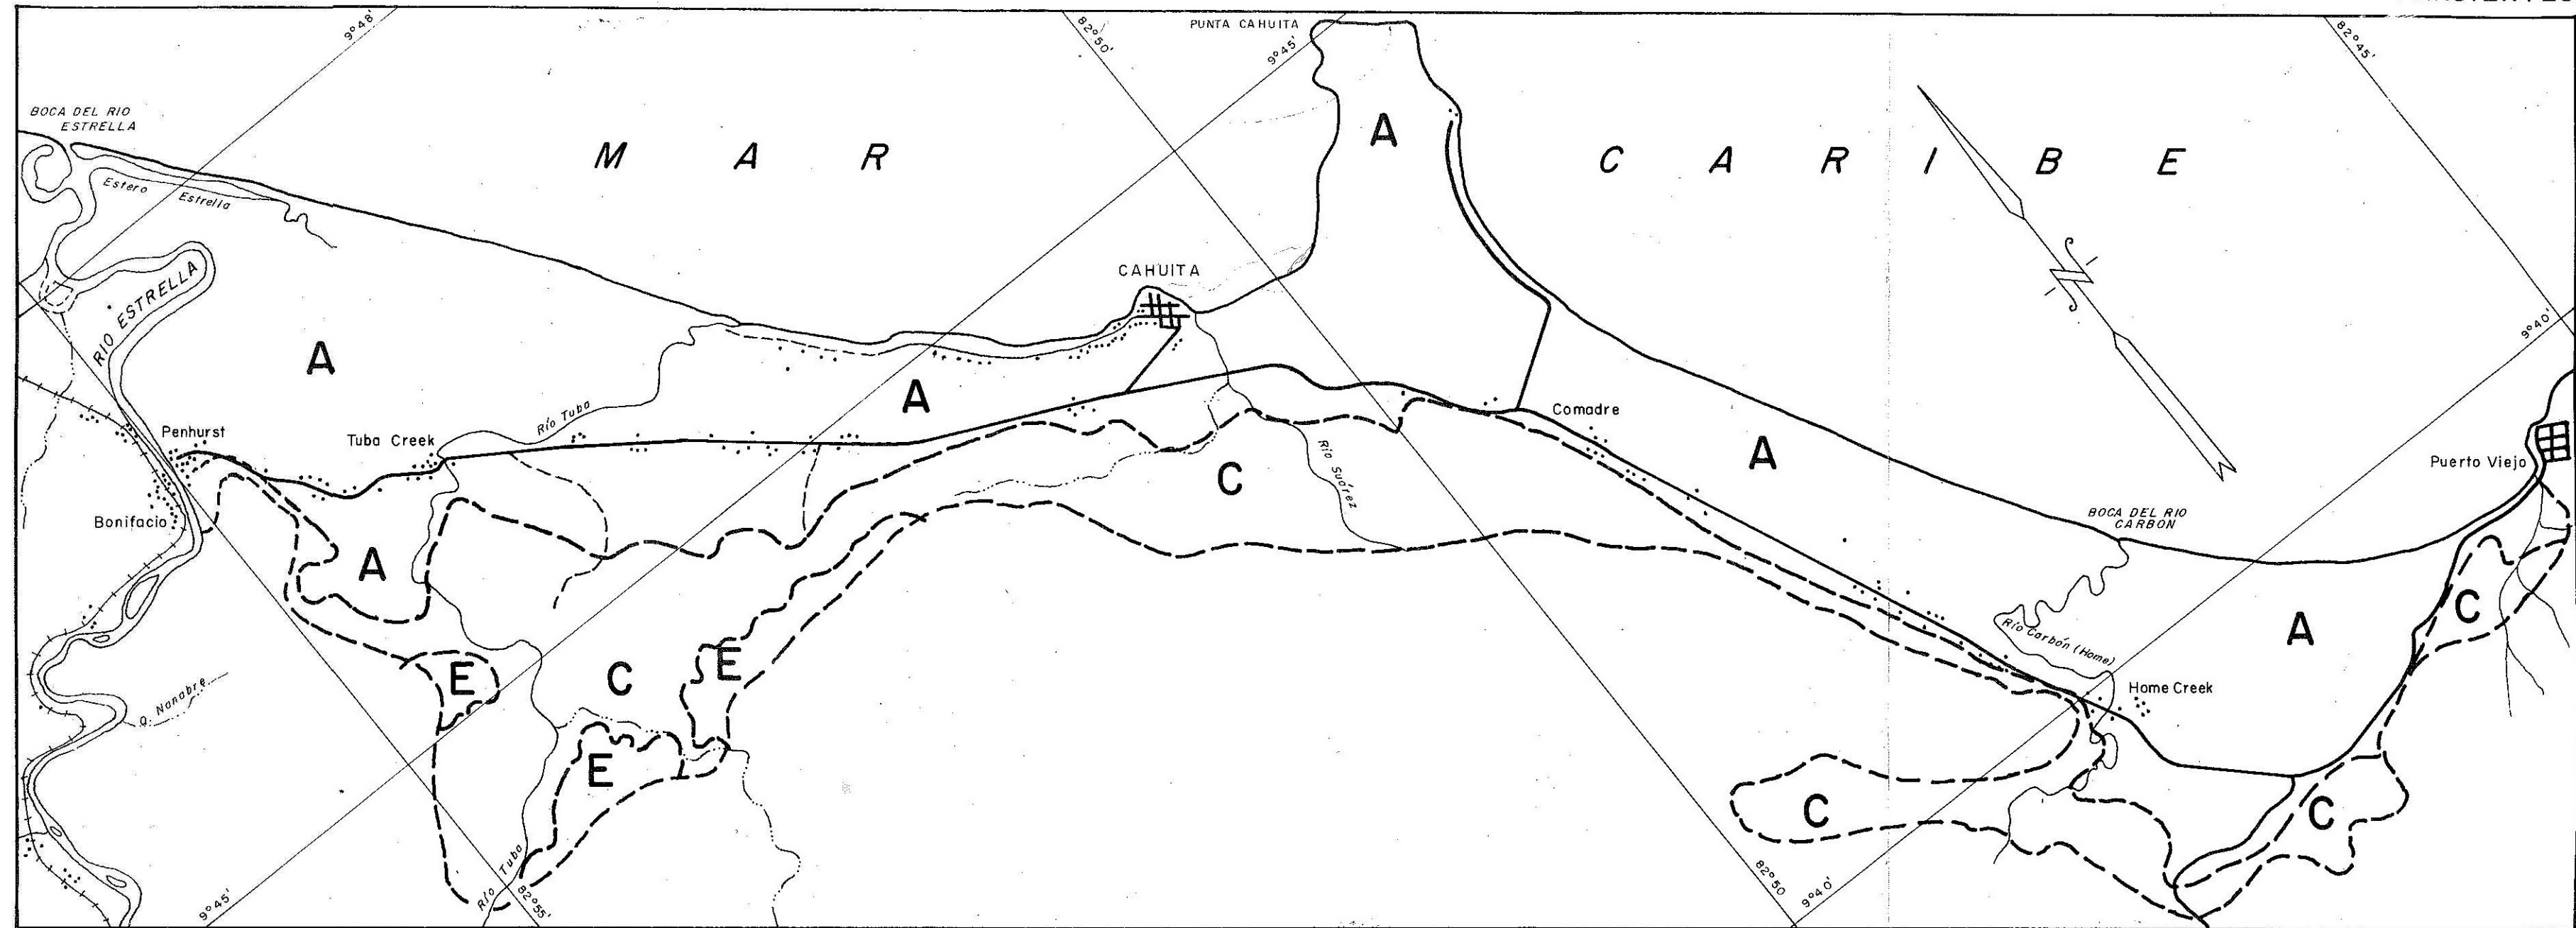 PUNTA CAHUITA
9°48'
82°50'
9°45'
82°45'
BOCA DEL RIO
ESTRELLA
MAR CARIBE
A
Estero Estrella
CAHUITA
RIO ESTRELLA
A
9°40'
A
Río Tuba
Comadre
Penhurst
Tuba Creek
A
Puerto Viejo
C
Río Suárez
Bonifacio
BOCA DEL RIO
CARBON
A
C
A
Río Carbón (Home)
E
C
E
Home Creek
Q. Nanabre
E
C
C
Río Tuba
9°45'
82°55'
82°50
9°40'